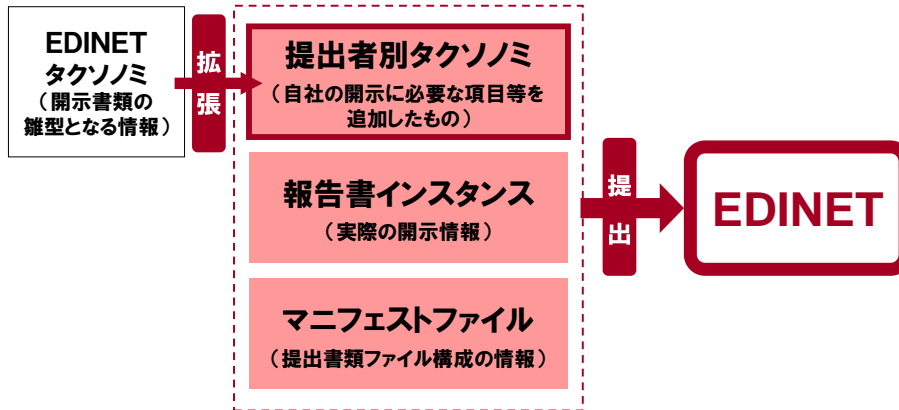 EDINET
タクソノミ
（開示書類の
雛型となる情報）
拡張
提出者別タクソノミ
（自社の開示に必要な項目等を
追加したもの）
報告書インスタンス
（実際の開示情報）
マニフェストファイル
（提出書類ファイル構成の情報）
提出
EDINET